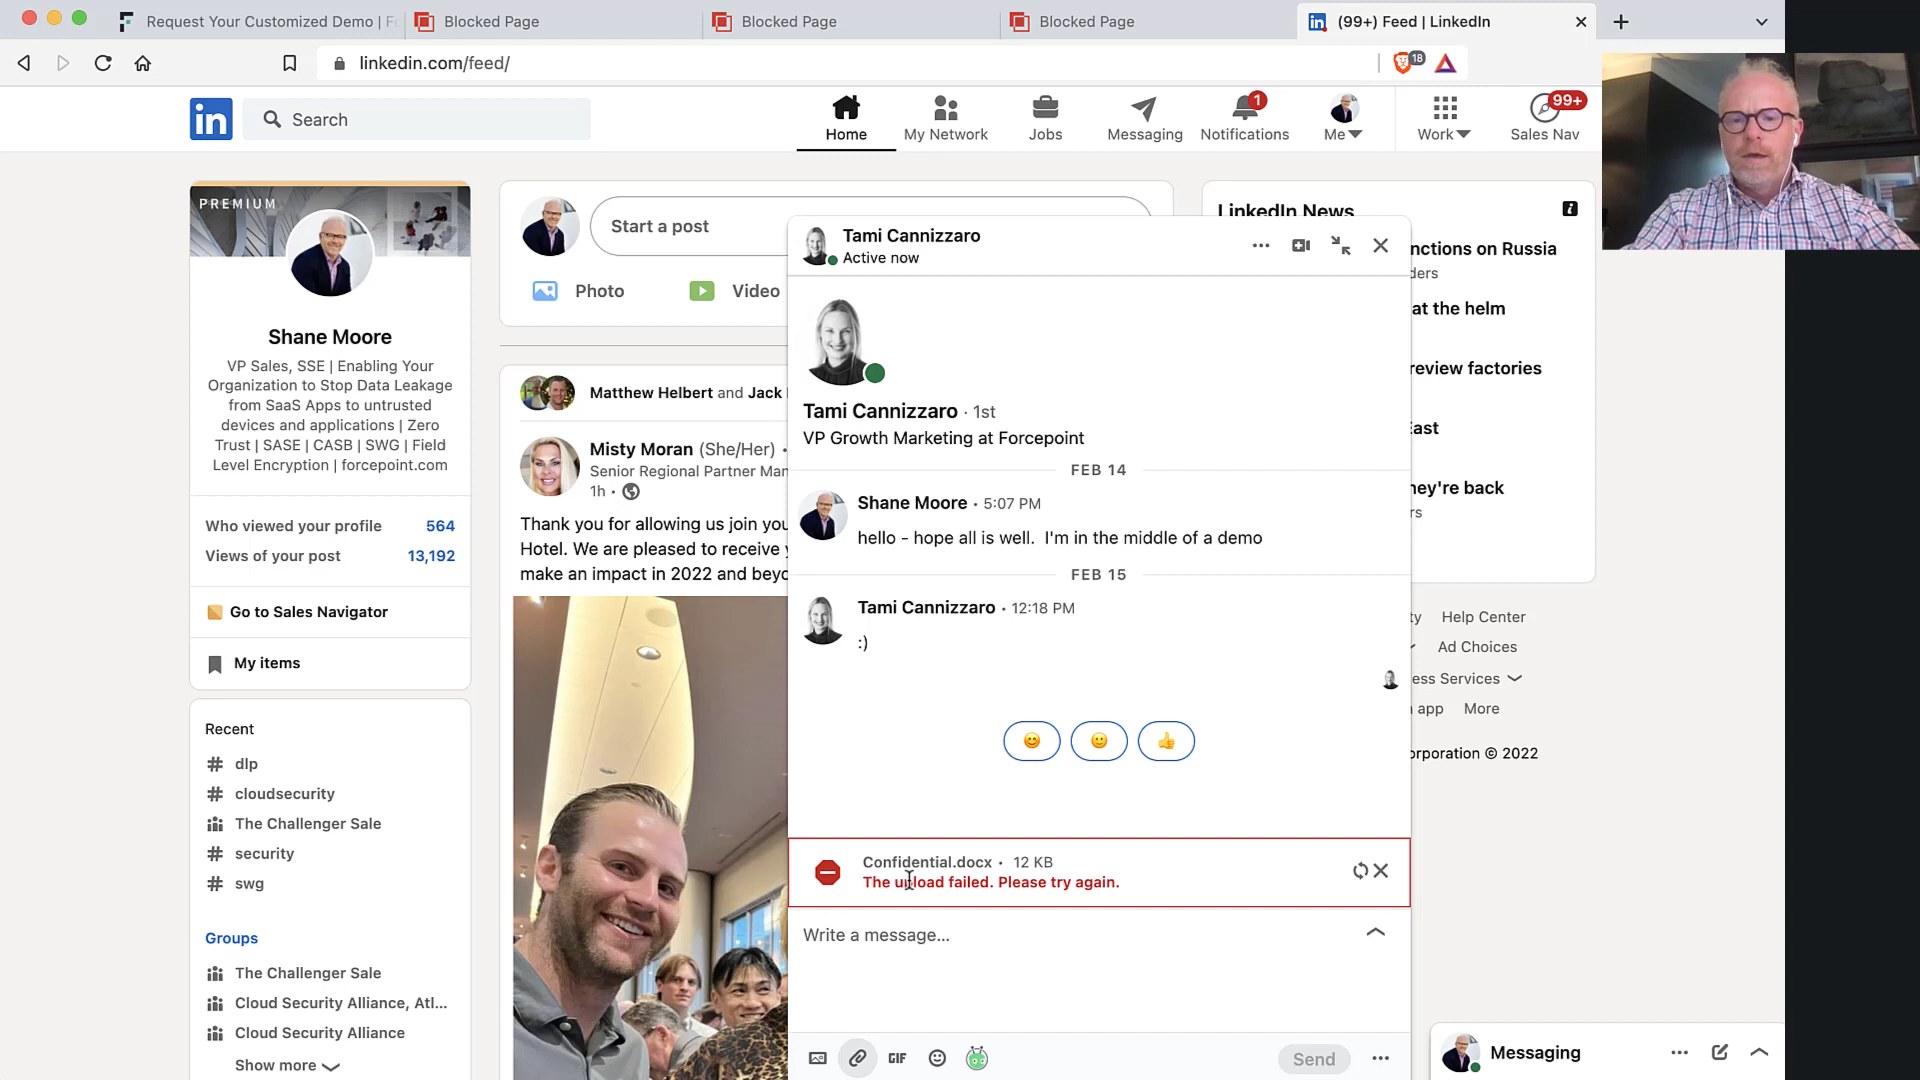 Request Your Customized Demo | Fo
Blocked Page
Blocked Page
Blocked Page
(99+) Feed | LinkedIn
linkedin.com/feed/
18
in
Search
Home
My Network
Jobs
Messaging
1
Notifications
Me
Work
99+
Sales Nav
PREMIUM
Shane Moore
VP Sales, SSE | Enabling Your
Organization to Stop Data Leakage
from SaaS Apps to untrusted
devices and applications | Zero
Trust | SASE | CASB | SWG | Field
Level Encryption | forcepoint.com
Who viewed your profile 564
Views of your post 13,192
Go to Sales Navigator
My items
Recent
# dlp
# cloudsecurity
The Challenger Sale
# security
# swg
Groups
The Challenger Sale
Cloud Security Alliance, Atl...
Cloud Security Alliance
Show more
Start a post
Photo
Video
Matthew Helbert and Jack
Misty Moran (She/Her) •
Senior Regional Partner Man
1h •
Thank you for allowing us join you
Hotel. We are pleased to receive
make an impact in 2022 and beyo
Tami Cannizzaro
Active now
Tami Cannizzaro · 1st
VP Growth Marketing at Forcepoint
FEB 14
Shane Moore • 5:07 PM
hello - hope all is well. I'm in the middle of a demo
FEB 15
Tami Cannizzaro • 12:18 PM
:)
Confidential.docx • 12 KB
The upload failed. Please try again.
Write a message...
GIF
Send
LinkedIn News
nctions on Russia
ders
at the helm
review factories
East
hey're back
rs
ty Help Center
Ad Choices
ess Services
app More
orporation © 2022
Messaging